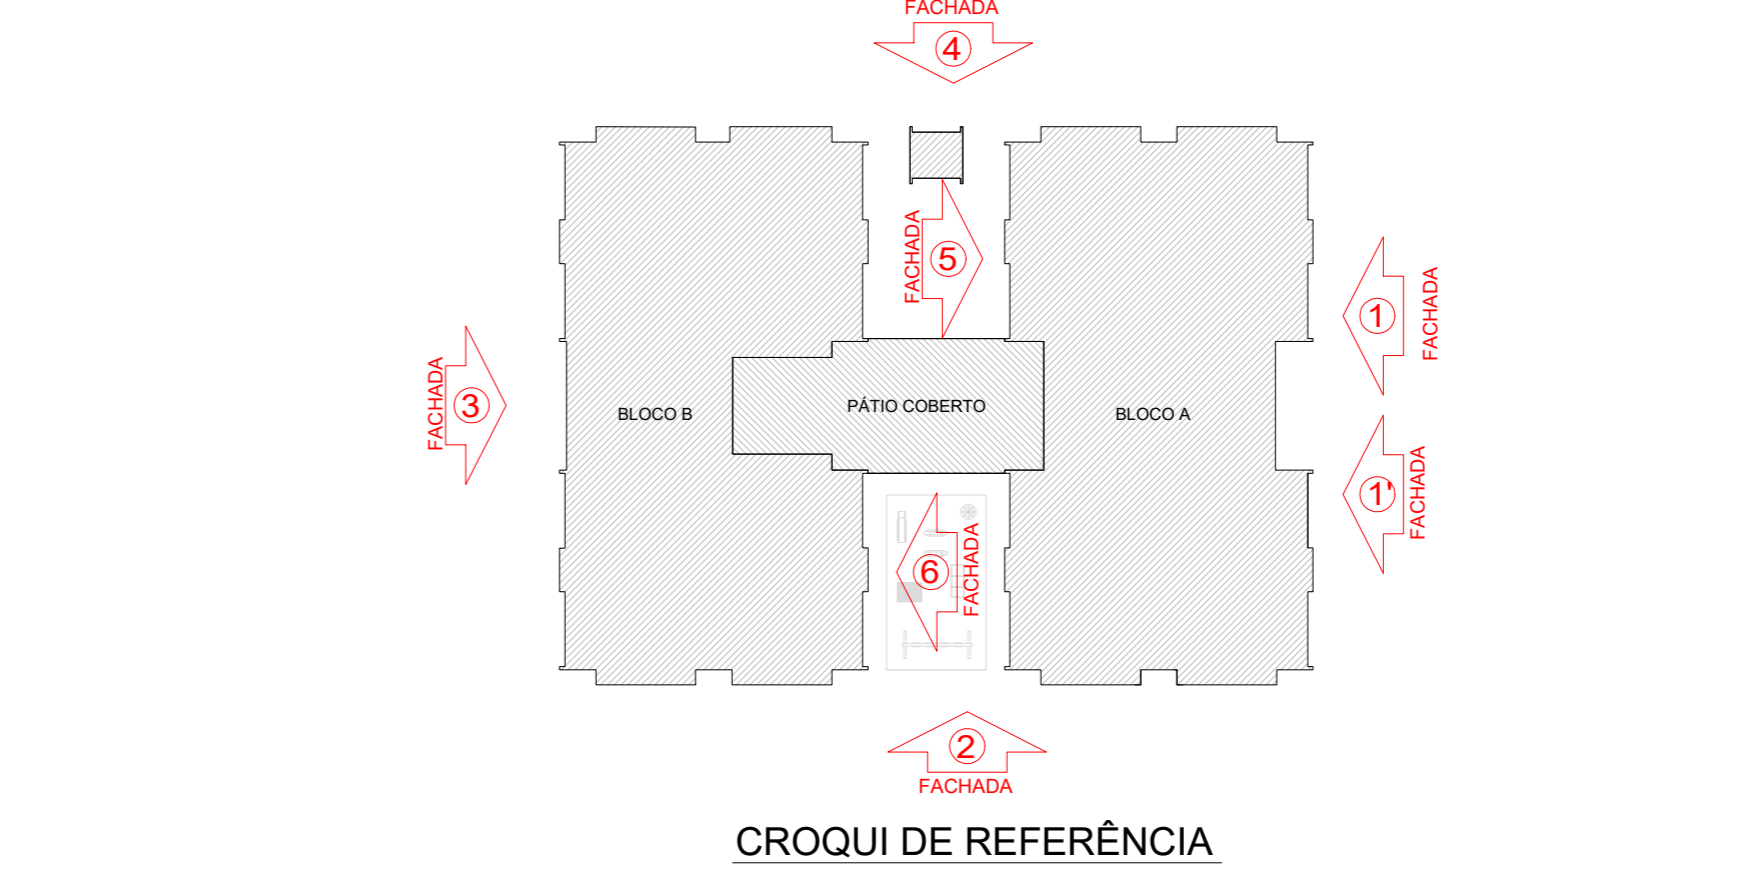 FACHADA
4
FACHADA
5
1
FACHADA
FACHADA
3
BLOCO B
PÁTIO COBERTO
BLOCO A
1'
FACHADA
6
FACHADA
2
FACHADA
CROQUI DE REFERÊNCIA